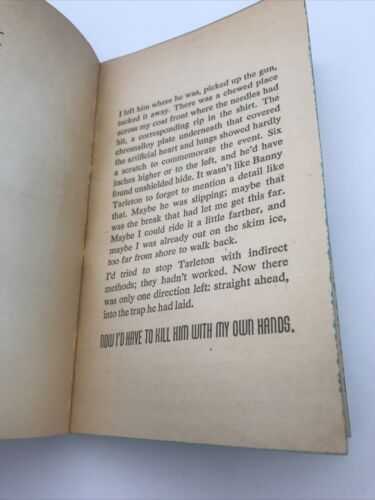 I left him where he was, picked up the gun,
tucked it away. There was a chewed place
across my coat front where the needles had
hit, a corresponding rip in the shirt. The
chromalloy plate underneath that covered
the artificial heart and lungs showed hardly
a scratch to commemorate the event. Six
inches higher or to the left, and he'd have
found unshielded hide. It wasn't like Banny
Tarleton to forget to mention a detail like
that. Maybe he was slipping; maybe that
was the break that had let me get this far.
Maybe I could ride it a little farther, and
maybe I was already out on the skim ice,
too far from shore to walk back.
I'd tried to stop Tarleton with indirect
methods; they hadn't worked. Now there
was only one direction left: straight ahead,
into the trap he had laid.
NOW I'D HAVE TO KILL HIM WITH MY OWN HANDS.